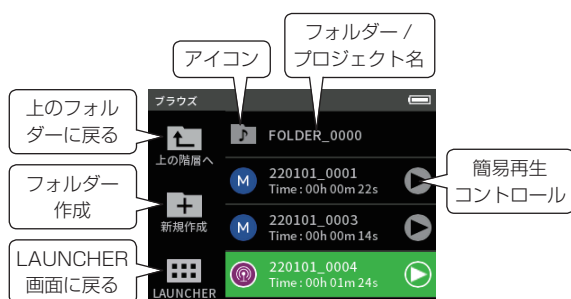 フォルダー /
プロジェクト名
アイコン
上のフォル
ダーに戻る
フォルダー
作成
LAUNCHER
画面に戻る
ブラウズ
上の階層へ
新規作成
LAUNCHER
FOLDER_0000
M
220101_0001
Time : 00h 00m 22s
M
220101_0003
Time : 00h 00m 14s
220101_0004
Time : 00h 01m 24s
簡易再生
コントロール